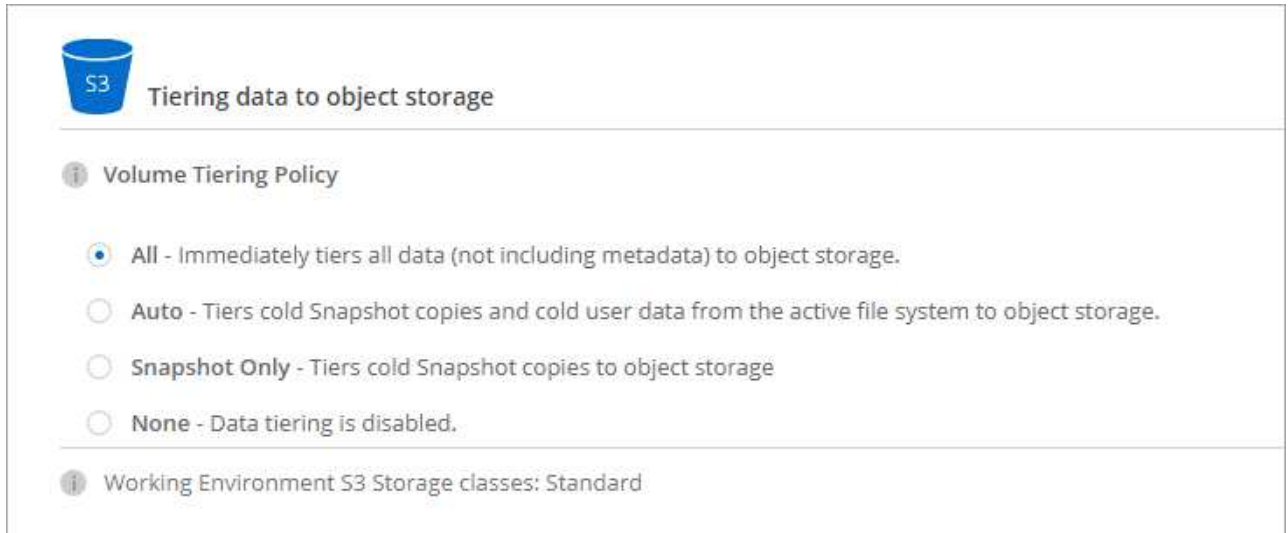 S3
Tiering data to object storage
i Volume Tiering Policy
All - Immediately tiers all data (not including metadata) to object storage.
Auto - Tiers cold Snapshot copies and cold user data from the active file system to object storage.
Snapshot Only - Tiers cold Snapshot copies to object storage
None - Data tiering is disabled.
i Working Environment S3 Storage classes: Standard